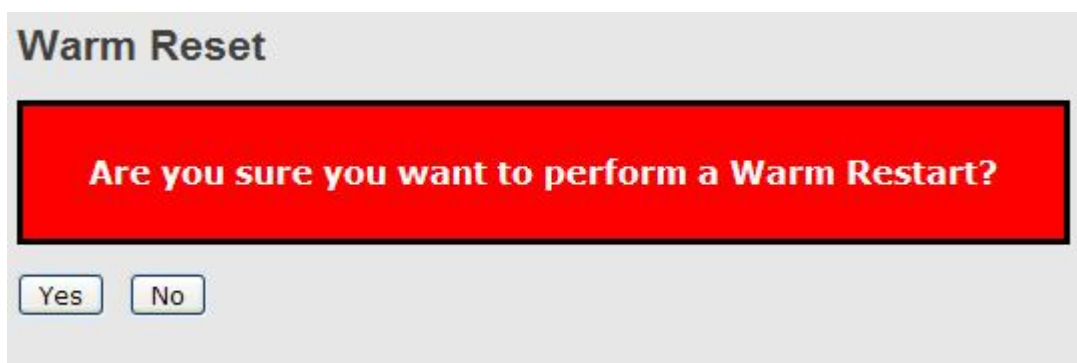 Warm Reset
Are you sure you want to perform a Warm Restart?
Yes No